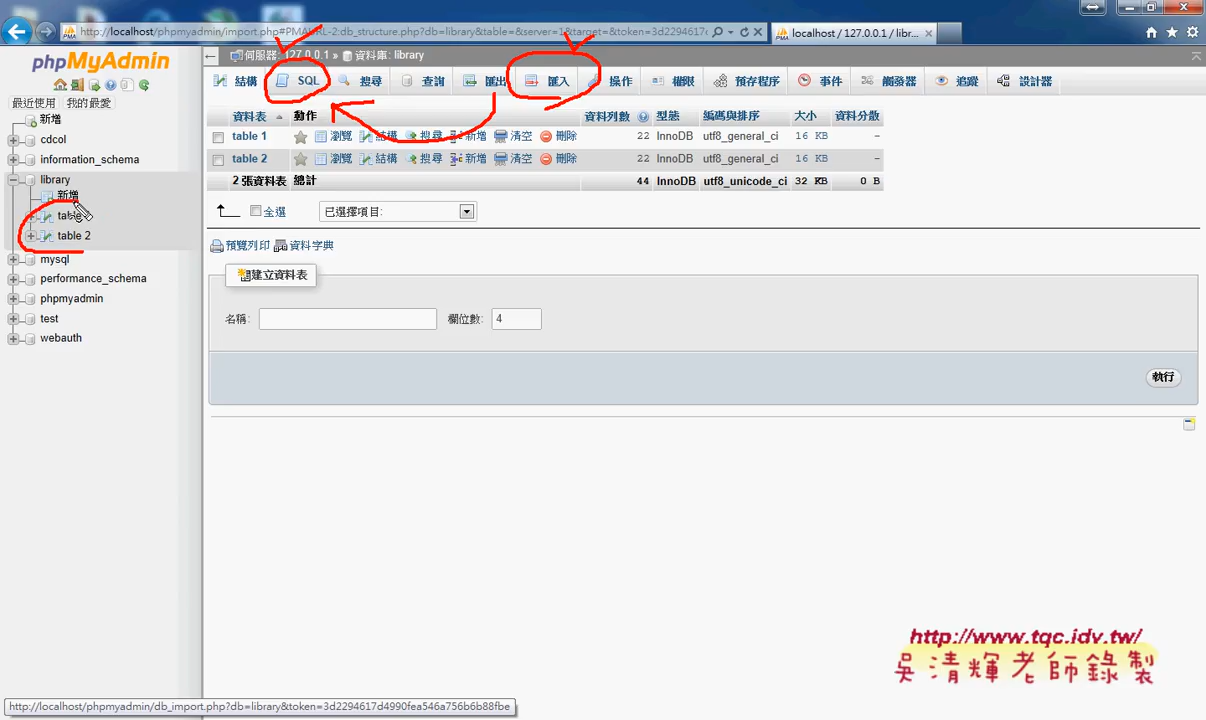 http://localhost/phpmyadmin/import.php#PMAURL-2:db_structure.php?db=library&table=&server=1&target=&token=3d2294617
localhost / 127.0.0.1 / libr...
phpMyAdmin
伺服器: 127.0.0.1 » 資料庫: library
結構 SQL 搜尋 查詢 匯出 匯入 操作 權限 預存程序 事件 觸發器 追蹤 設計器
最近使用 我的最愛
新增
cdcol
information_schema
library
新增
table
table 2
mysql
performance_schema
phpmyadmin
test
webauth
資料表 動作 資料列數 型態 編碼與排序 大小 資料分散
table 1 瀏覽 結構 搜尋 新增 清空 刪除 22 InnoDB utf8_general_ci 16 KB -
table 2 瀏覽 結構 搜尋 新增 清空 刪除 22 InnoDB utf8_general_ci 16 KB -
2 張資料表 總計 44 InnoDB utf8_unicode_ci 32 KB 0 B
全選 已選擇項目:
預覽列印 資料字典
建立資料表
名稱: 欄位數: 4
執行
http://www.tqc.idv.tw/
吳清輝老師錄製
http://localhost/phpmyadmin/db_import.php?db=library&token=3d2294617d4990fea546a756b6b88fbe